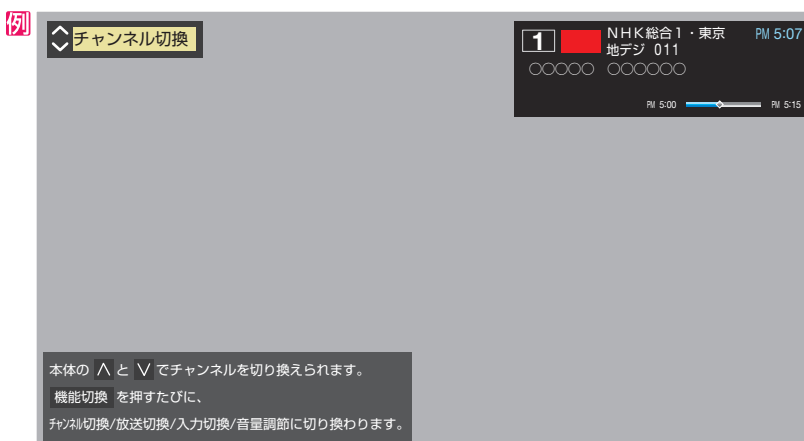 例
チャンネル切換
1
NHK総合1・東京 PM 5:07
地デジ 011
○○○○○ ○○○○○○
PM 5:00 PM 5:15
本体の ∧ と ∨ でチャンネルを切り換えられます。
機能切換 を押すたびに、
ﾁｬﾝﾈﾙ切換/放送切換/入力切換/音量調節に切り換わります。